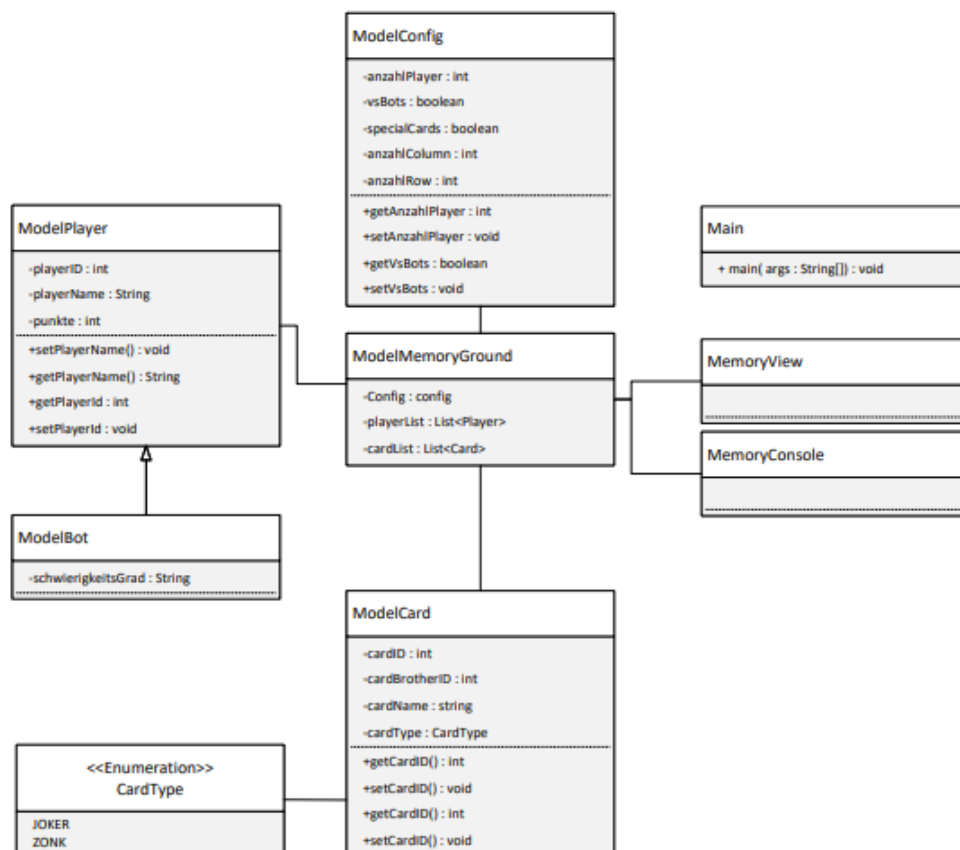 ModelConfig
-anzahlPlayer : int
-vsBots : boolean
-specialCards : boolean
-anzahlColumn : int
-anzahlRow : int
+getAnzahlPlayer : int
+setAnzahlPlayer : void
+getVsBots : boolean
+setVsBots : void
ModelPlayer
-playerID : int
-playerName : String
-punkte : int
+setPlayerName() : void
+getPlayerName() : String
+getPlayerId : int
+setPlayerId : void
Main
+ main( args : String[]) : void
ModelMemoryGround
-Config : config
-playerList : List<Player>
-cardList : List<Card>
MemoryView
MemoryConsole
ModelBot
-schwierigkeitsGrad : String
ModelCard
-cardID : int
-cardBrotherID : int
-cardName : string
-cardType : CardType
+getCardID() : int
+setCardID() : void
+getCardID() : int
+setCardID() : void
<<Enumeration>>
CardType
JOKER
ZONK